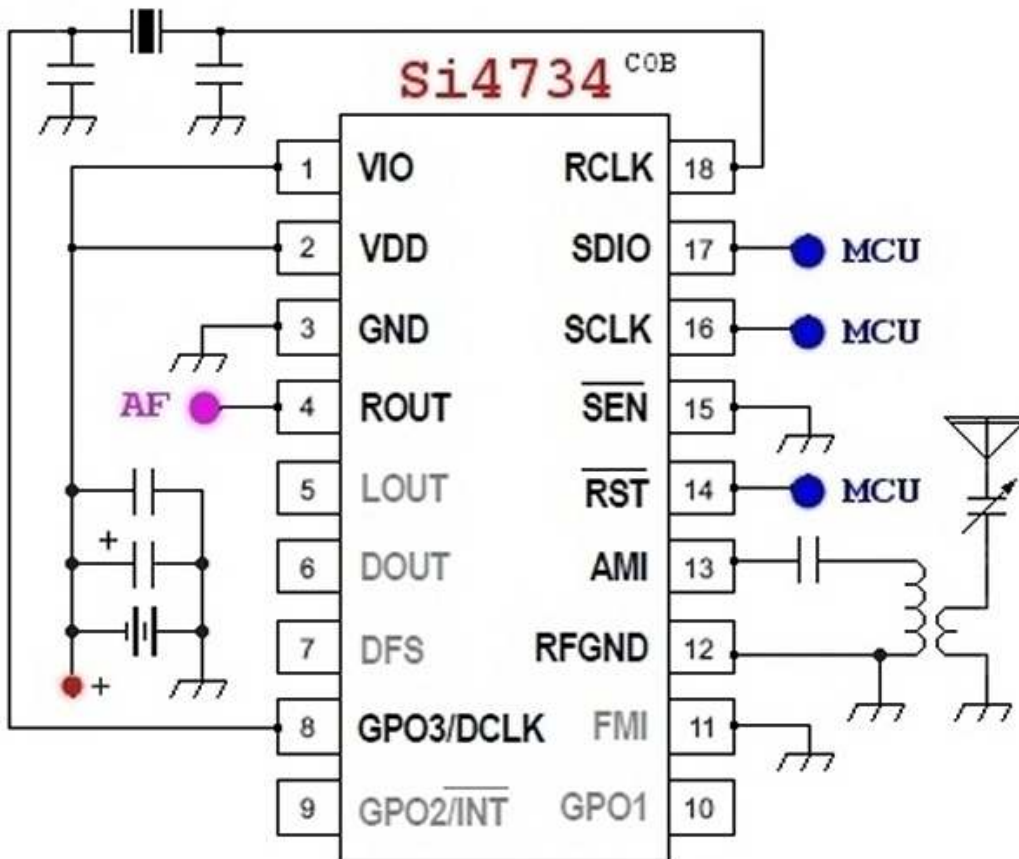 Si4734 COB
1 VIO RCLK 18
2 VDD SDIO 17 MCU
3 GND SCLK 16 MCU
AF 4 ROUT SEN 15
5 LOUT RST 14 MCU
+
6 DOUT AMI 13
7 DFS RFGND 12
+
8 GPO3/DCLK FMI 11
9 GPO2/INT GPO1 10